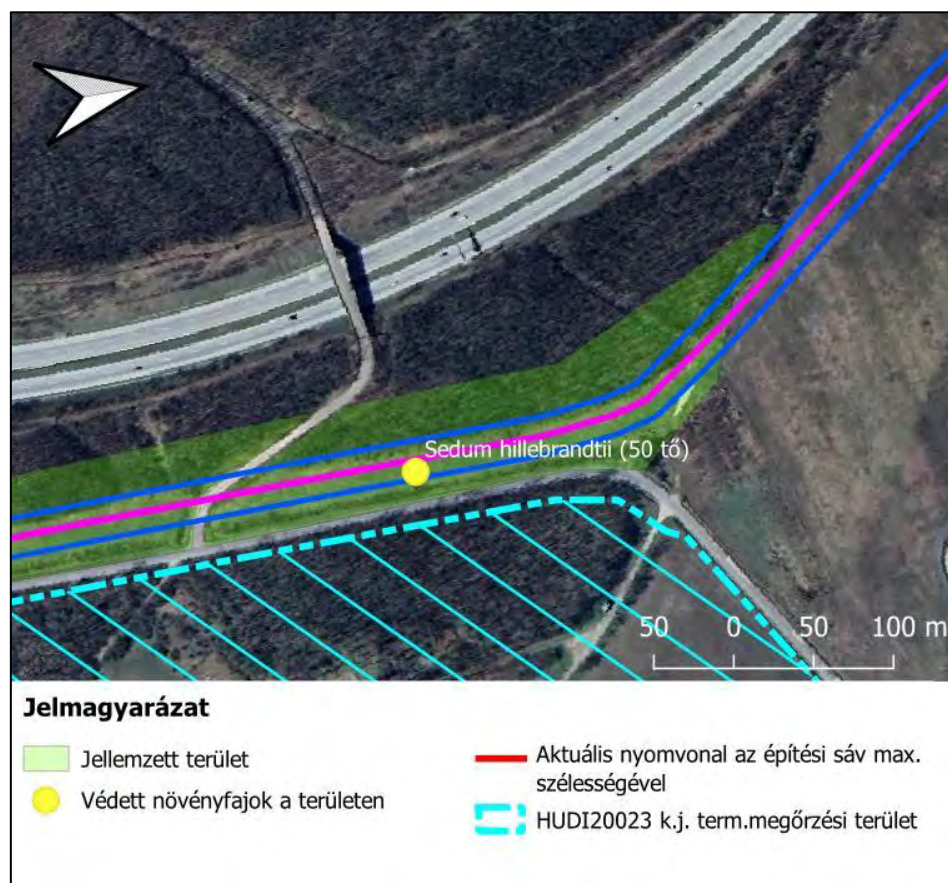 Sedum hillebrandtii (50 tő)
50 0 50 100 m
Jelmagyarázat
Jellemzett terület
Védett növényfajok a területen
Aktuális nyomvonal az építési sáv max.
szélességével
HUDI20023 k.j. term.megőrzési terület